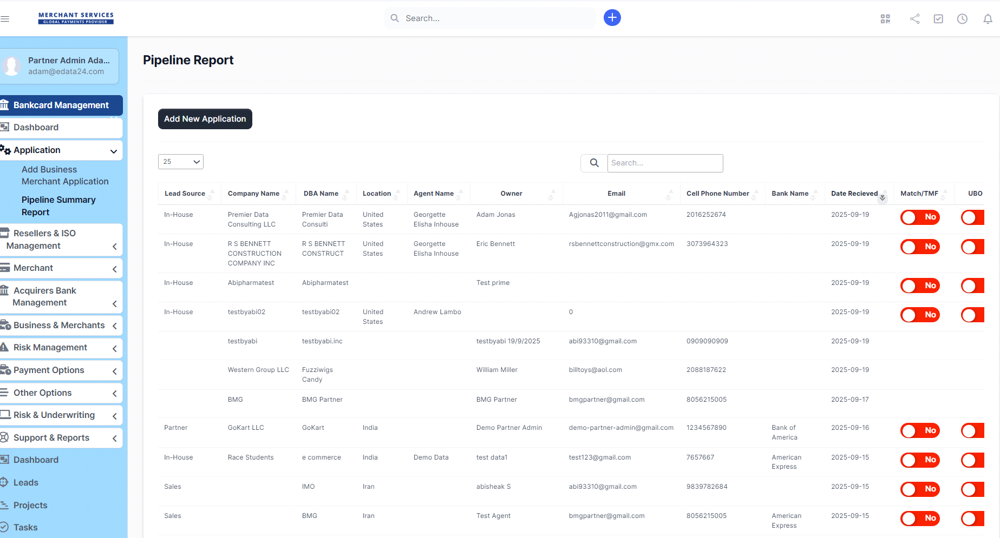 MERCHANT SERVICES
GLOBAL PAYMENTS PROVIDER
Search...
Partner Admin Ada...
adam@edata24.com
Bankcard Management
Dashboard
Application
Add Business
Merchant Application
Pipeline Summary
Report
Resellers & ISO
Management
Merchant
Acquirers Bank
Management
Business & Merchants
Risk Management
Payment Options
Other Options
Risk & Underwriting
Support & Reports
Dashboard
Leads
Projects
Tasks
Pipeline Report
Add New Application
25
Search...
Lead Source Company Name DBA Name Location Agent Name Owner Email Cell Phone Number Bank Name Date Recieved Match/TMF UBO
In-House Premier Data United Georgette Adam Jonas Agjonas2011@gmail.com 2016252674 2025-09-19 No
Consulting LLC Consulti States Elisha Inhouse
In-House R S BENNETT R S BENNETT United Georgette Eric Bennett rsbennettconstruction@gmx.com 3073964323 2025-09-19 No
CONSTRUCTION CONSTRUCT States Elisha Inhouse
COMPANY INC
In-House Abipharmatest Abipharmatest Test prime 2025-09-19 No
In-House testbyabi02 testbyabi02 United Andrew Lambo 0 2025-09-19 No
States
testbyabi testbyabi.inc testbyabi 19/9/2025 abi93310@gmail.com 0909090909 2025-09-19
Western Group LLC Fuzziwigs William Miller billtoys@aol.com 2088187622 2025-09-19
Candy
BMG BMG Partner BMG Partner bmgpartner@gmail.com 8056215005 2025-09-17
Partner GoKart LLC GoKart India Demo Partner Admin demo-partner-admin@gmail.com 1234567890 Bank of 2025-09-16 No
America
In-House Race Students e commerce India Demo Data test data1 test123@gmail.com 7657667 American 2025-09-15 No
Express
Sales IMO Iran abisheak S abi93310@gmail.com 9839782684 2025-09-15 No
Sales BMG Iran Test Agent bmgpartner@gmail.com 8056215005 American 2025-09-15 No
Express